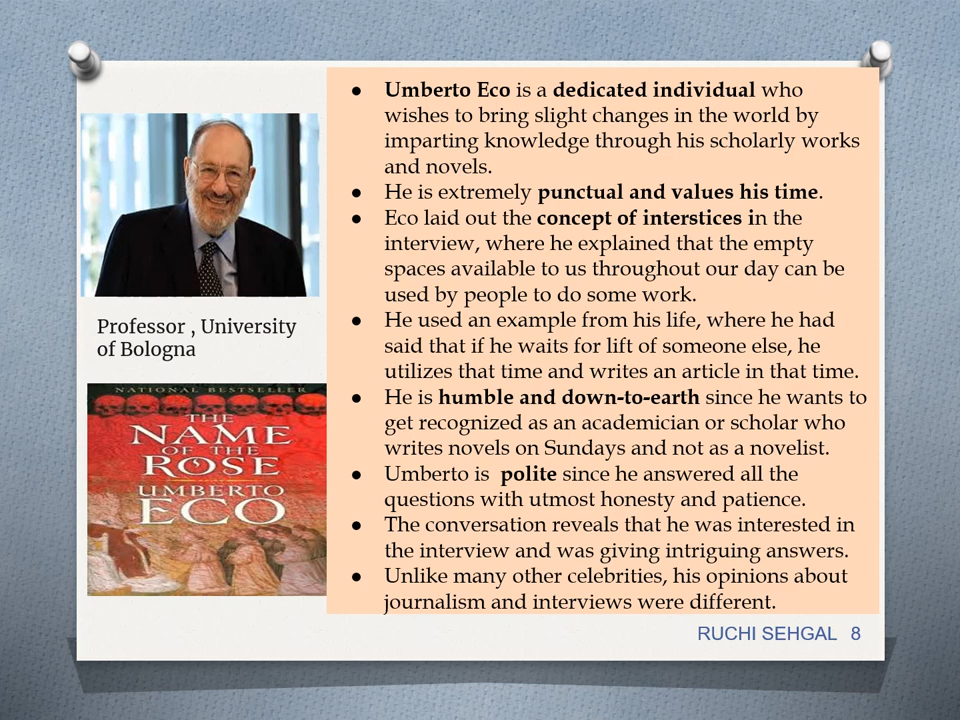 ● Umberto Eco is a dedicated individual who
wishes to bring slight changes in the world by
imparting knowledge through his scholarly works
and novels.
● He is extremely punctual and values his time.
● Eco laid out the concept of interstices in the
interview, where he explained that the empty
spaces available to us throughout our day can be
used by people to do some work.
● He used an example from his life, where he had
said that if he waits for lift of someone else, he
utilizes that time and writes an article in that time.
● He is humble and down-to-earth since he wants to
get recognized as an academician or scholar who
writes novels on Sundays and not as a novelist.
● Umberto is  polite since he answered all the
questions with utmost honesty and patience.
● The conversation reveals that he was interested in
the interview and was giving intriguing answers.
● Unlike many other celebrities, his opinions about
journalism and interviews were different.
Professor , University
of Bologna
NATIONAL BESTSELLER
THE
NAME
OF THE
ROSE
UMBERTO
ECO
RUCHI SEHGAL 8